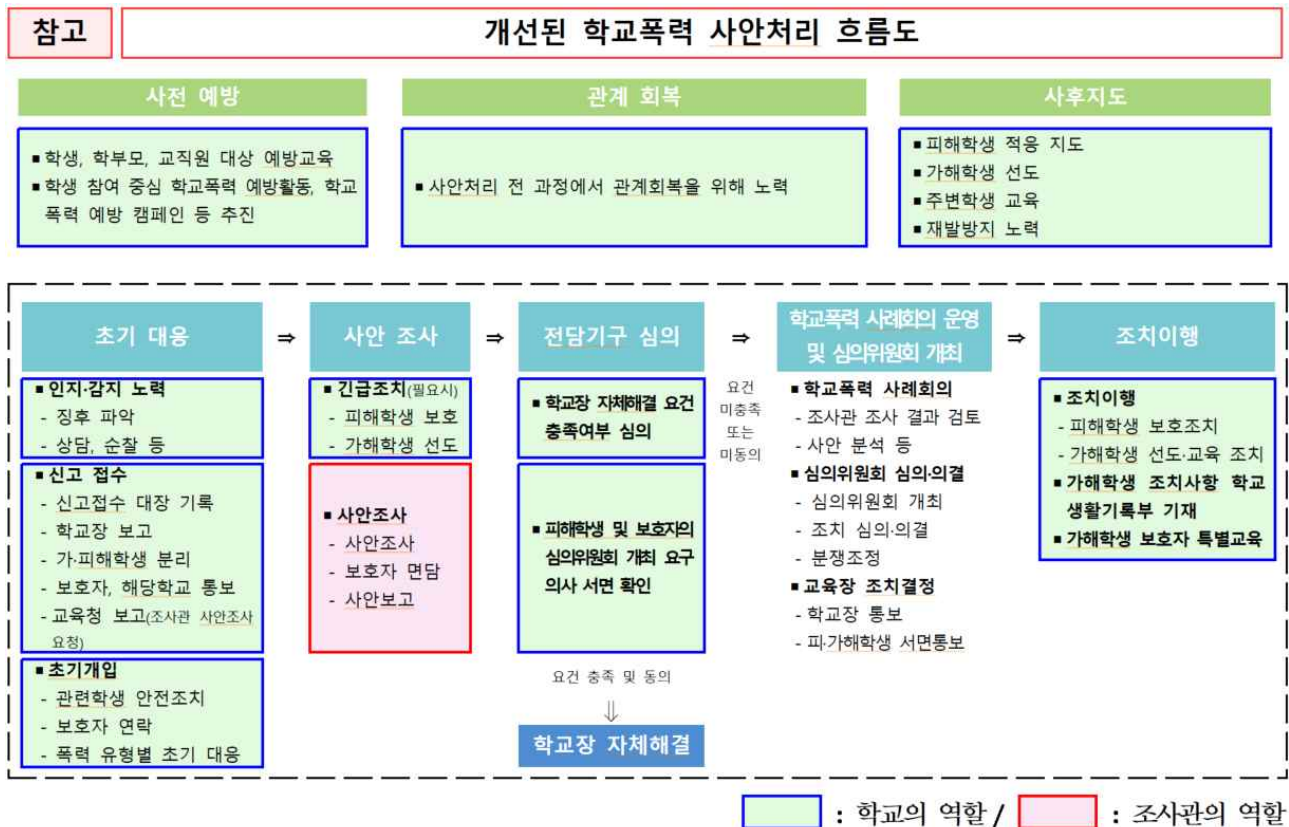 참고
개선된 학교폭력 사안처리 흐름도
사전 예방
■ 학생, 학부모, 교직원 대상 예방교육
■ 학생 참여 중심 학교폭력 예방활동, 학교
폭력 예방 캠페인 등 추진
관계 회복
■ 사안처리 전 과정에서 관계회복을 위해 노력
사후지도
■ 피해학생 적응 지도
■ 가해학생 선도
■ 주변학생 교육
■ 재발방지 노력
초기 대응
■ 인지·감지 노력
- 징후 파악
- 상담, 순찰 등
■ 신고 접수
- 신고접수 대장 기록
- 학교장 보고
- 가·피해학생 분리
- 보호자, 해당학교 통보
- 교육청 보고(조사관 사안조사
요청)
■ 초기개입
- 관련학생 안전조치
- 보호자 연락
- 폭력 유형별 초기 대응
⇒
사안 조사
■ 긴급조치(필요시)
- 피해학생 보호
- 가해학생 선도
■ 사안조사
- 사안조사
- 보호자 면담
- 사안보고
⇒
전담기구 심의
■ 학교장 자체해결 요건
충족여부 심의
■ 피해학생 및 보호자의
심의위원회 개최 요구
의사 서면 확인
요건 충족 및 동의
⇓
학교장 자체해결
⇒
요건
미충족
또는
미동의
학교폭력 사례회의 운영
및 심의위원회 개최
■ 학교폭력 사례회의
- 조사관 조사 결과 검토
- 사안 분석 등
■ 심의위원회 심의·의결
- 심의위원회 개최
- 조치 심의·의결
- 분쟁조정
■ 교육장 조치결정
- 학교장 통보
- 피·가해학생 서면통보
⇒
조치이행
■ 조치이행
- 피해학생 보호조치
- 가해학생 선도·교육 조치
■ 가해학생 조치사항 학교
생활기록부 기재
■ 가해학생 보호자 특별교육
: 학교의 역할 / : 조사관의 역할